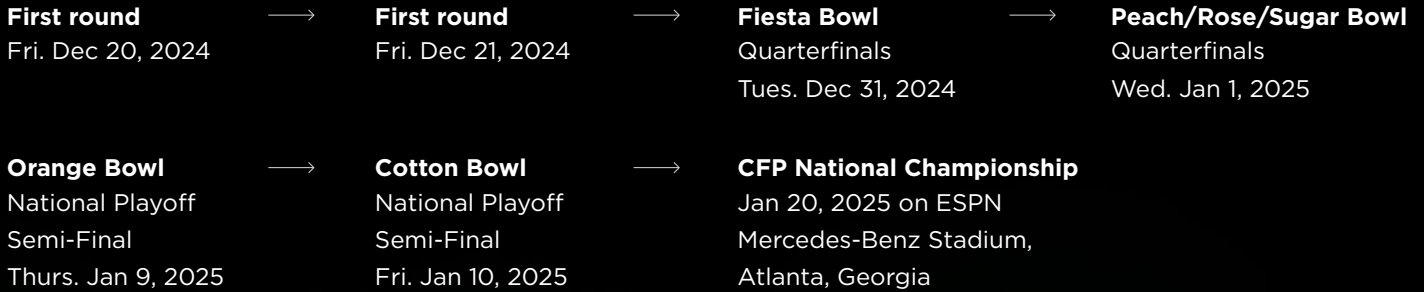 First round
Fri. Dec 20, 2024
First round
Fri. Dec 21, 2024
Fiesta Bowl
Quarterfinals
Tues. Dec 31, 2024
Peach/Rose/Sugar Bowl
Quarterfinals
Wed. Jan 1, 2025
Orange Bowl
National Playoff
Semi-Final
Thurs. Jan 9, 2025
Cotton Bowl
National Playoff
Semi-Final
Fri. Jan 10, 2025
CFP National Championship
Jan 20, 2025 on ESPN
Mercedes-Benz Stadium,
Atlanta, Georgia